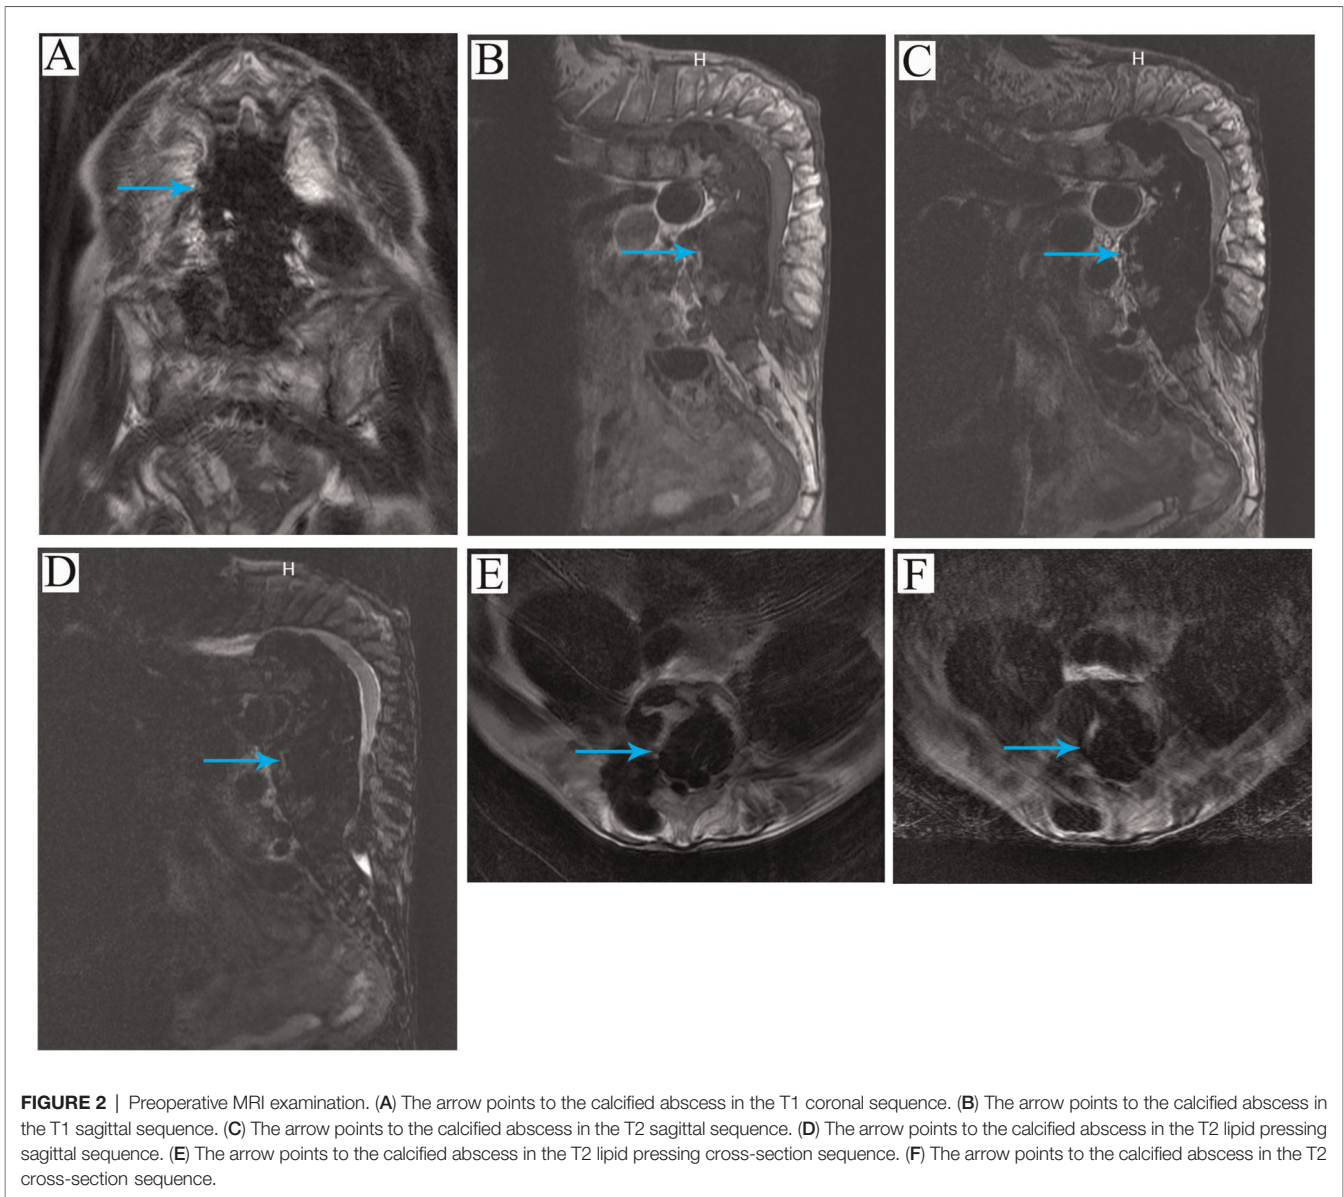 A
B
H
C
H
D
H
E
F
FIGURE 2 | Preoperative MRI examination. (A) The arrow points to the calcified abscess in the T1 coronal sequence. (B) The arrow points to the calcified abscess in
the T1 sagittal sequence. (C) The arrow points to the calcified abscess in the T2 sagittal sequence. (D) The arrow points to the calcified abscess in the T2 lipid pressing
sagittal sequence. (E) The arrow points to the calcified abscess in the T2 lipid pressing cross-section sequence. (F) The arrow points to the calcified abscess in the T2
cross-section sequence.